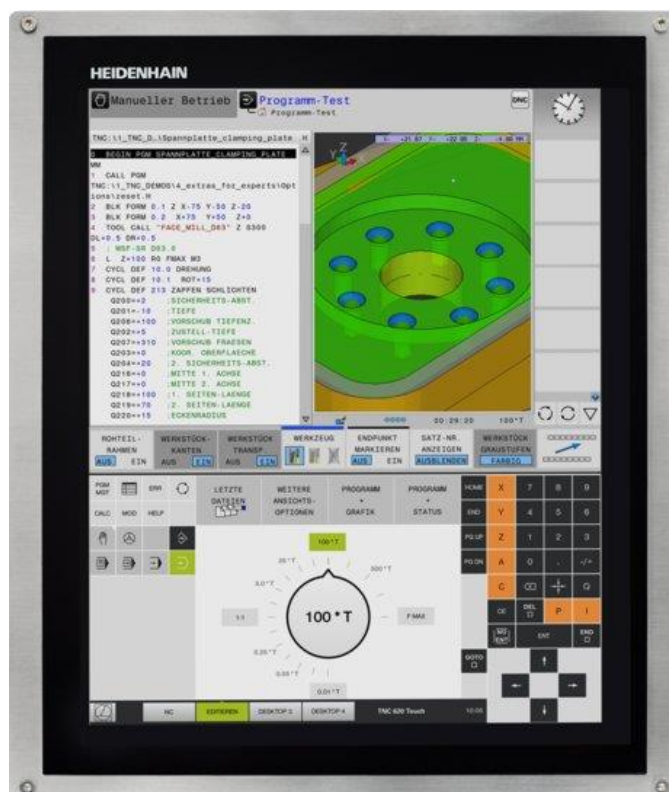 HEIDENHAIN
Manueller Betrieb
Programm-Test
Programm-Test
DNC
TNC:\1_TNC_D..\Spannplatte_clamping_plate .H
0 BEGIN PGM SPANNPLATTE_CLAMPING_PLATE
MM
1 CALL PGM
TNC:\1_TNC_DEMOS\4_extras_for_experts\Opt
ions\reset.H
2 BLK FORM 0.1 Z X-75 Y-50 Z-20
3 BLK FORM 0.2 X+75 Y+50 Z+0
4 TOOL CALL "FACE_MILL_D63" Z S300
DL+0.5 DR+0.5
6 L Z+100 R0 FMAX M3
7 CYCL DEF 10.0 DREHUNG
8 CYCL DEF 10.1 ROT+15
9 CYCL DEF 213 ZAPFEN SCHLICHTEN
Q200=+2 ;SICHERHEITS-ABST.
Q201=-10 ;TIEFE
Q206=+100 ;VORSCHUB TIEFENZ.
Q202=+5 ;ZUSTELL-TIEFE
Q207=+310 ;VORSCHUB FRAESEN
Q203=+0 ;KOOR. OBERFLAECHE
Q204=+20 ;2. SICHERHEITS-ABST.
Q216=+0 ;MITTE 1. ACHSE
Q217=+0 ;MITTE 2. ACHSE
Q218=+100 ;1. SEITEN-LAENGE
Q219=+70 ;2. SEITEN-LAENGE
Q220=+15 ;ECKENRADIUS
Z
Y
X
00:29:20 100*T
ROHTEIL-
RAHMEN
AUS EIN
WERKSTÜCK-
KANTEN
AUS EIN
WERKSTÜCK
TRANSP.
AUS EIN
WERKZEUG
ENDPUNKT
MARKIEREN
AUS EIN
SATZ-NR.
ANZEIGEN
AUSBLENDEN
WERKSTÜCK
GRAUSTUFEN
FARBIG
PGM
MGT
ERR
CALC
MOD
HELP
LETZTE
DATEIEN
WEITERE
ANSICHTS-
OPTIONEN
PROGRAMM
+
GRAFIK
PROGRAMM
+
STATUS
100*T
300*T
F MAX
1:1
0.01*T
100*T
HOME
END
PG UP
PG DN
X 7 8 9
Y 4 5 6
Z 1 2 3
A 0 . -/+
C
Q
CE
DEL
P
I
NO
ENT
ENT
END
GOTO
NC
EDITIEREN
DESKTOP 3
DESKTOP 4
TNC 620 Touch